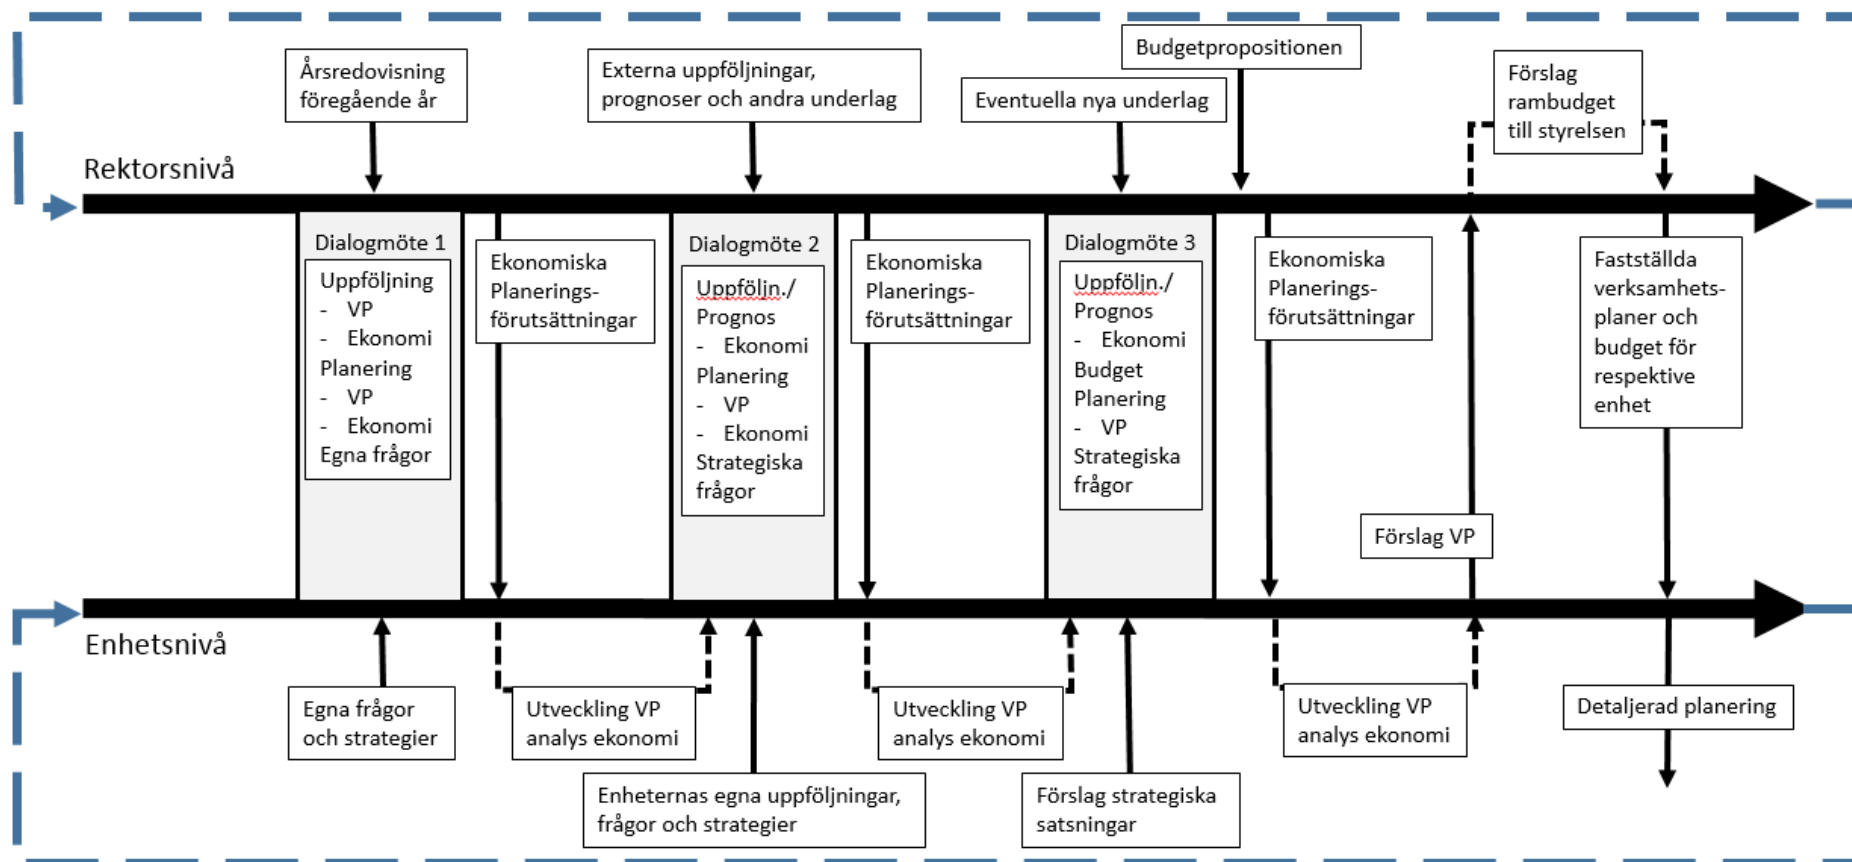 Budgetpropositionen
Årsredovisning
föregående år
Externa uppföljningar,
prognoser och andra underlag
Eventuella nya underlag
Förslag
rambudget
till styrelsen
Rektorsnivå
Dialogmöte 1
Uppföljning
- VP
- Ekonomi
Planering
- VP
- Ekonomi
Egna frågor
Ekonomiska
Planerings-
förutsättningar
Dialogmöte 2
Uppföljn./
Prognos
- Ekonomi
Planering
- VP
- Ekonomi
Strategiska
frågor
Ekonomiska
Planerings-
förutsättningar
Dialogmöte 3
Uppföljn./
Prognos
- Ekonomi
Budget
Planering
- VP
Strategiska
frågor
Ekonomiska
Planerings-
förutsättningar
Fastställda
verksamhets-
planer och
budget för
respektive
enhet
Förslag VP
Enhetsnivå
Egna frågor
och strategier
Utveckling VP
analys ekonomi
Utveckling VP
analys ekonomi
Utveckling VP
analys ekonomi
Detaljerad planering
Enheternas egna uppföljningar,
frågor och strategier
Förslag strategiska
satsningar